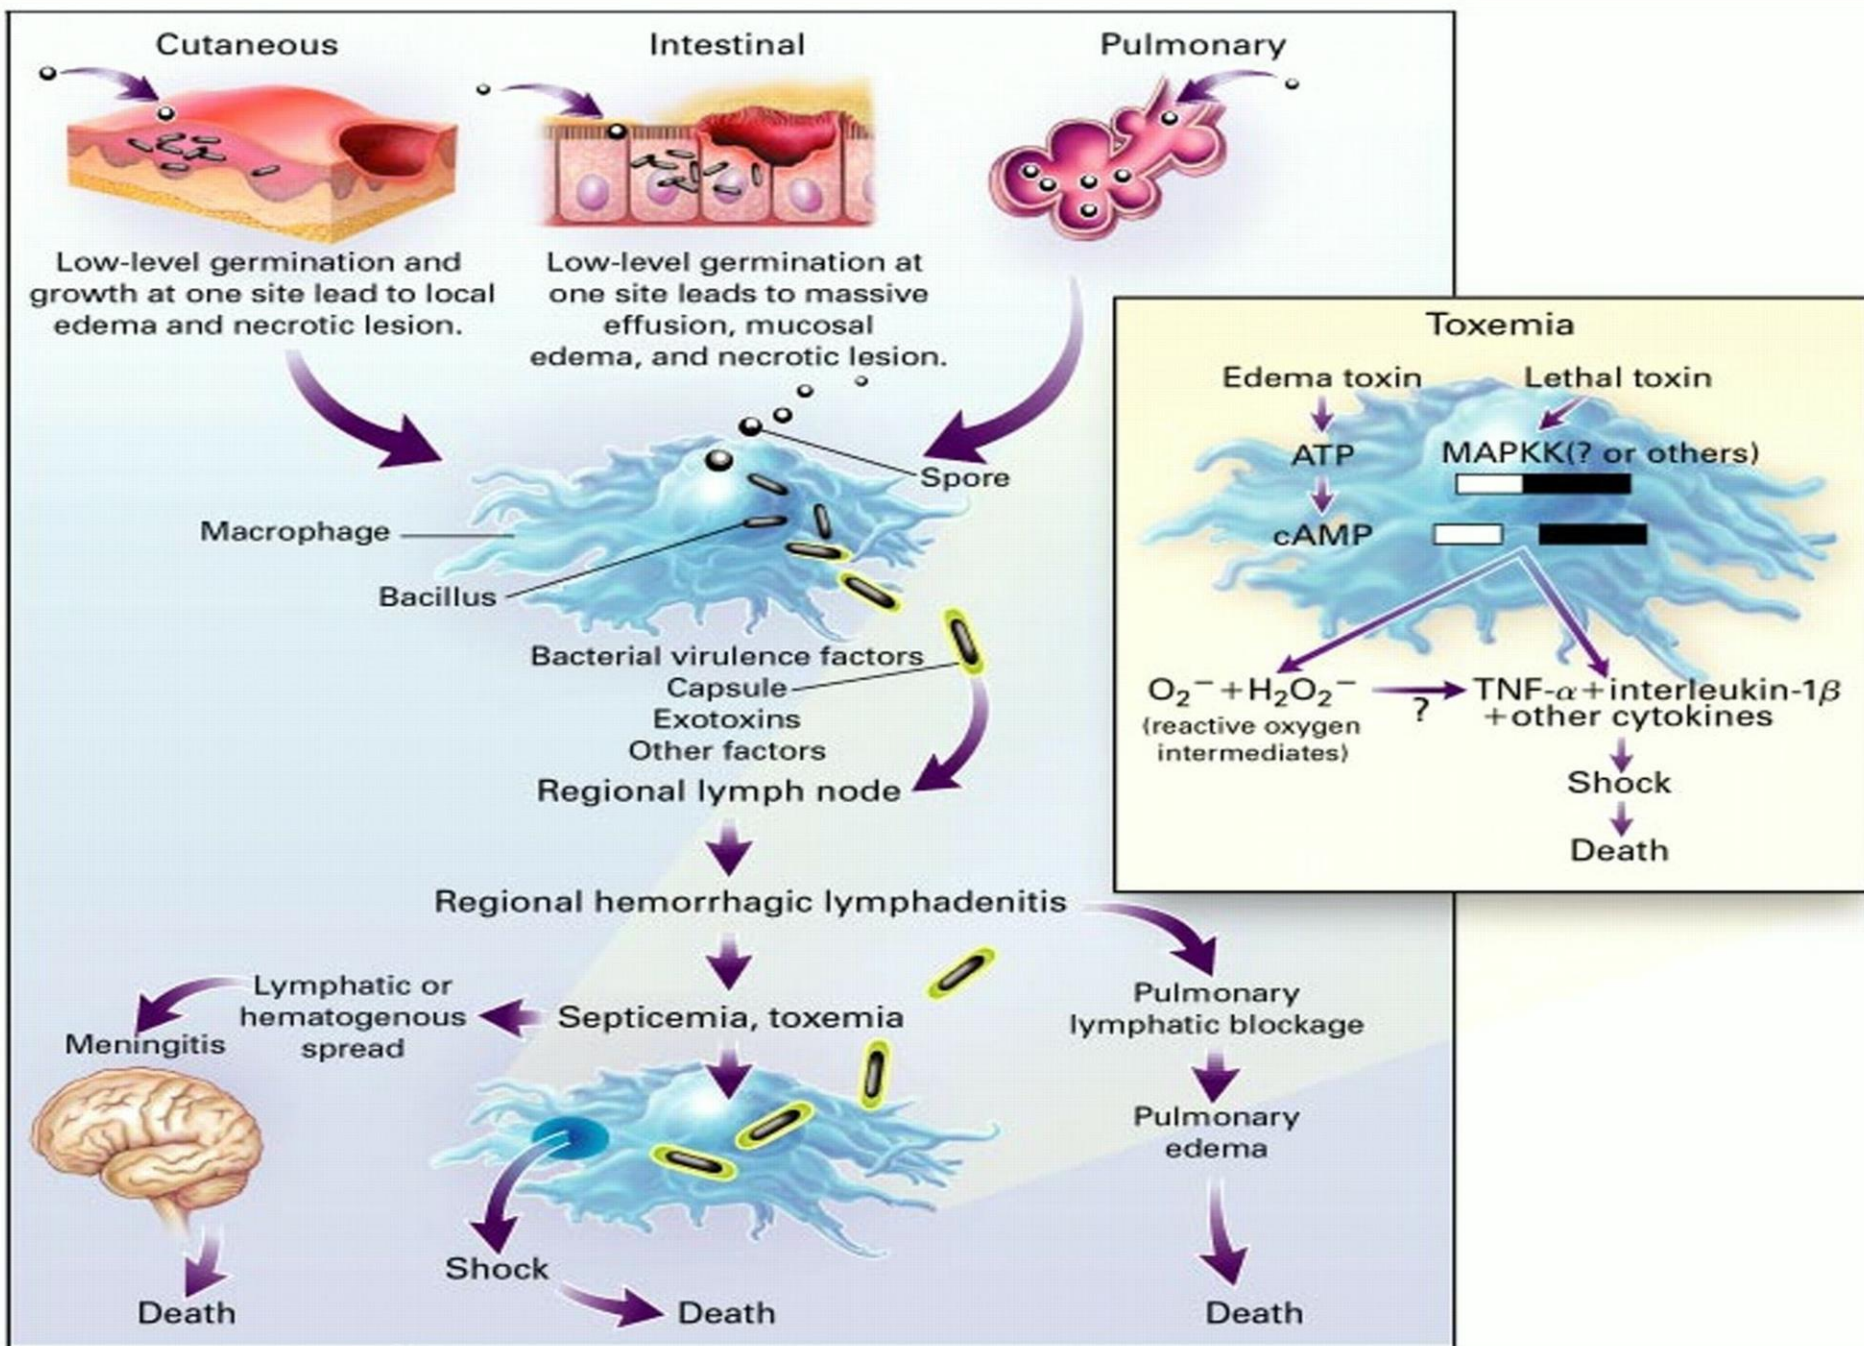 Cutaneous
Intestinal
Pulmonary
Low-level germination and
growth at one site lead to local
edema and necrotic lesion.
Low-level germination at
one site leads to massive
effusion, mucosal
edema, and necrotic lesion.
Spore
Macrophage
Bacillus
Bacterial virulence factors
Capsule
Exotoxins
Other factors
Regional lymph node
Regional hemorrhagic lymphadenitis
Lymphatic or
hematogenous
spread
Septicemia, toxemia
Meningitis
Pulmonary
lymphatic blockage
Pulmonary
edema
Shock
Death
Death
Death
Toxemia
Edema toxin
Lethal toxin
ATP
MAPKK(? or others)
cAMP
O₂⁻+H₂O₂⁻
?
TNF-α+interleukin-1β
+other cytokines
(reactive oxygen
intermediates)
Shock
Death